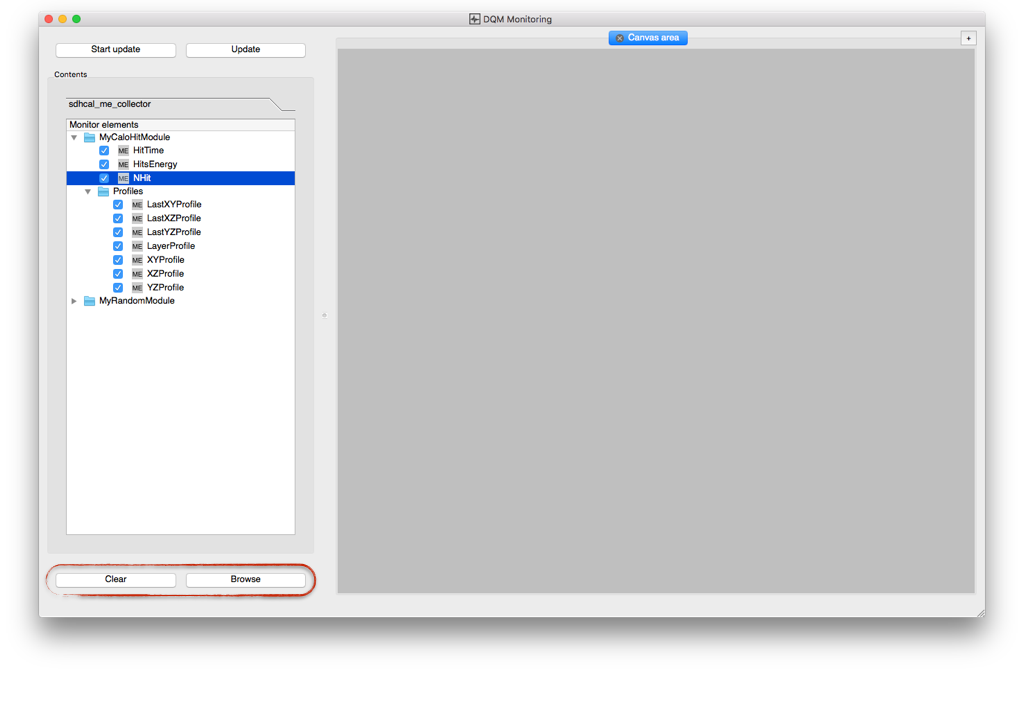 DQM Monitoring
Start update
Update
Canvas area
+
Contents
sdhcal_me_collector
Monitor elements
MyCaloHitModule
ME HitTime
ME HitsEnergy
ME NHit
Profiles
ME LastXYProfile
ME LastXZProfile
ME LastYZProfile
ME LayerProfile
ME XYProfile
ME XZProfile
ME YZProfile
MyRandomModule
Clear
Browse